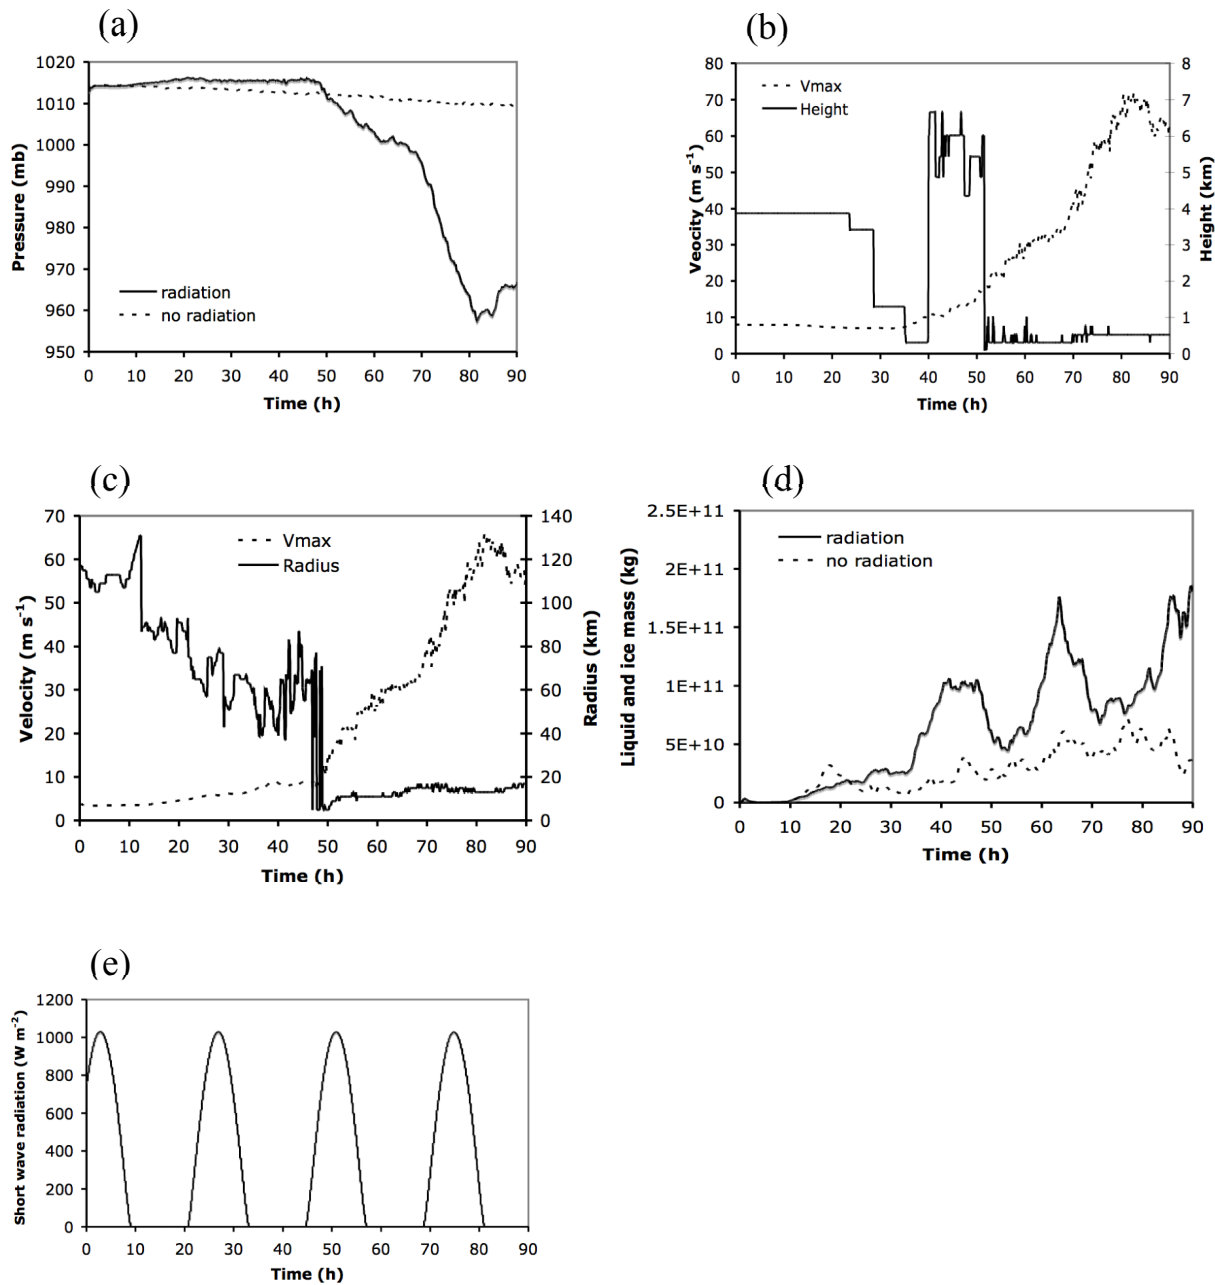 (a)
1020
1010
1000
990
980
970
960
950
Pressure (mb)
radiation
no radiation
0 10 20 30 40 50 60 70 80 90
Time (h)
(b)
80
70
60
50
40
30
20
10
0
Veocity (m s-1)
Vmax
Height
8
7
6
5
4
3
2
1
0
Height (km)
0 10 20 30 40 50 60 70 80 90
Time (h)
(c)
70
60
50
40
30
20
10
0
Velocity (m s-1)
Vmax
Radius
140
120
100
80
60
40
20
0
Radius (km)
0 10 20 30 40 50 60 70 80 90
Time (h)
(d)
2.5E+11
2E+11
1.5E+11
1E+11
5E+10
0
Liquid and ice mass (kg)
radiation
no radiation
0 10 20 30 40 50 60 70 80 90
Time (h)
(e)
1200
1000
800
600
400
200
0
Short wave radiation (W m-2)
0 10 20 30 40 50 60 70 80 90
Time (h)